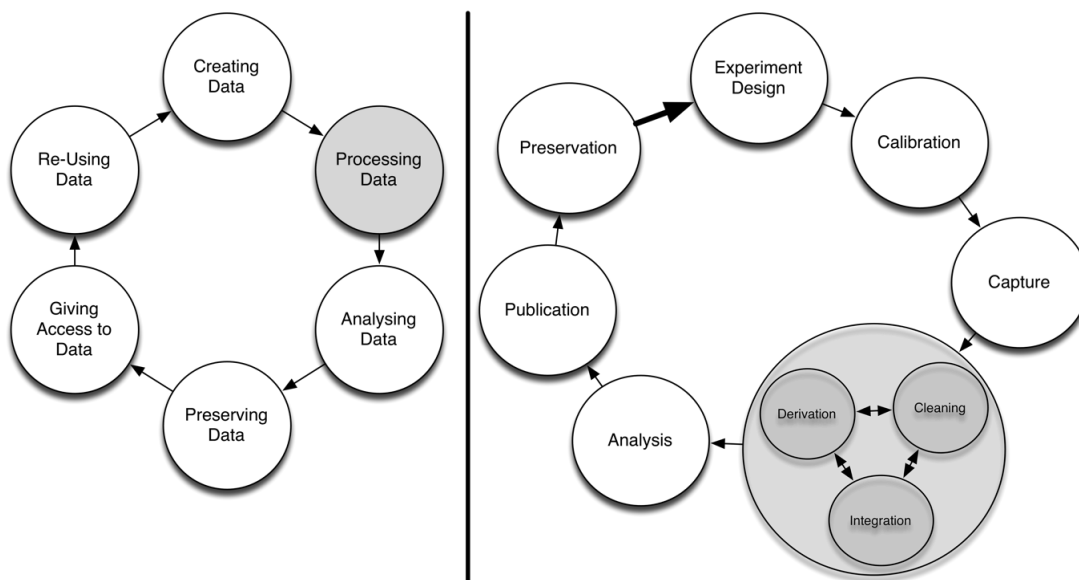 Creating
Data
Processing
Data
Analysing
Data
Preserving
Data
Giving
Access to
Data
Re-Using
Data
Experiment
Design
Calibration
Capture
Cleaning
Derivation
Integration
Analysis
Publication
Preservation